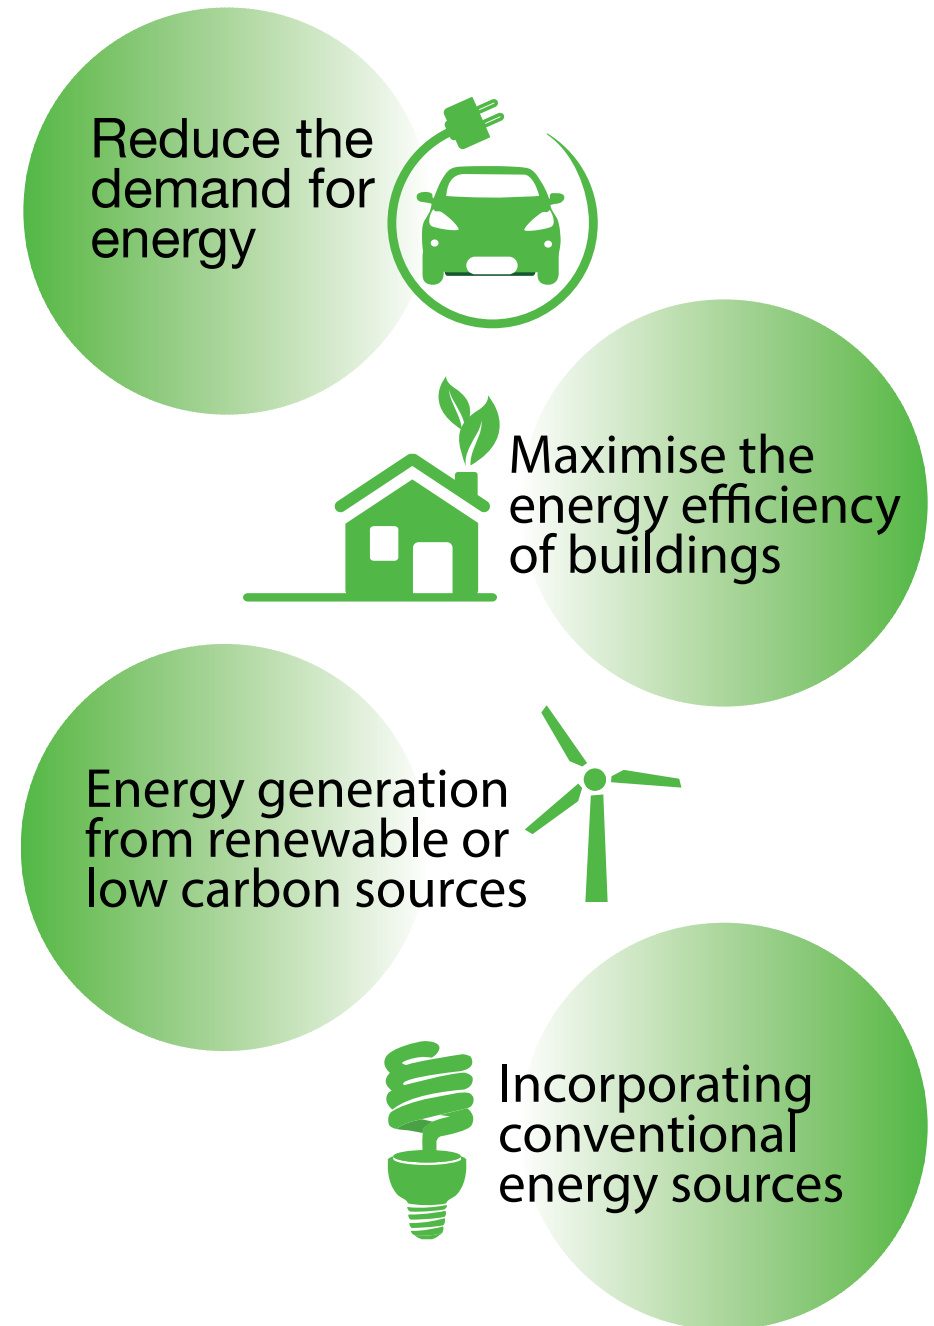 Reduce the
demand for
energy
Maximise the
energy efficiency
of buildings
Energy generation
from renewable or
low carbon sources
Incorporating
conventional
energy sources